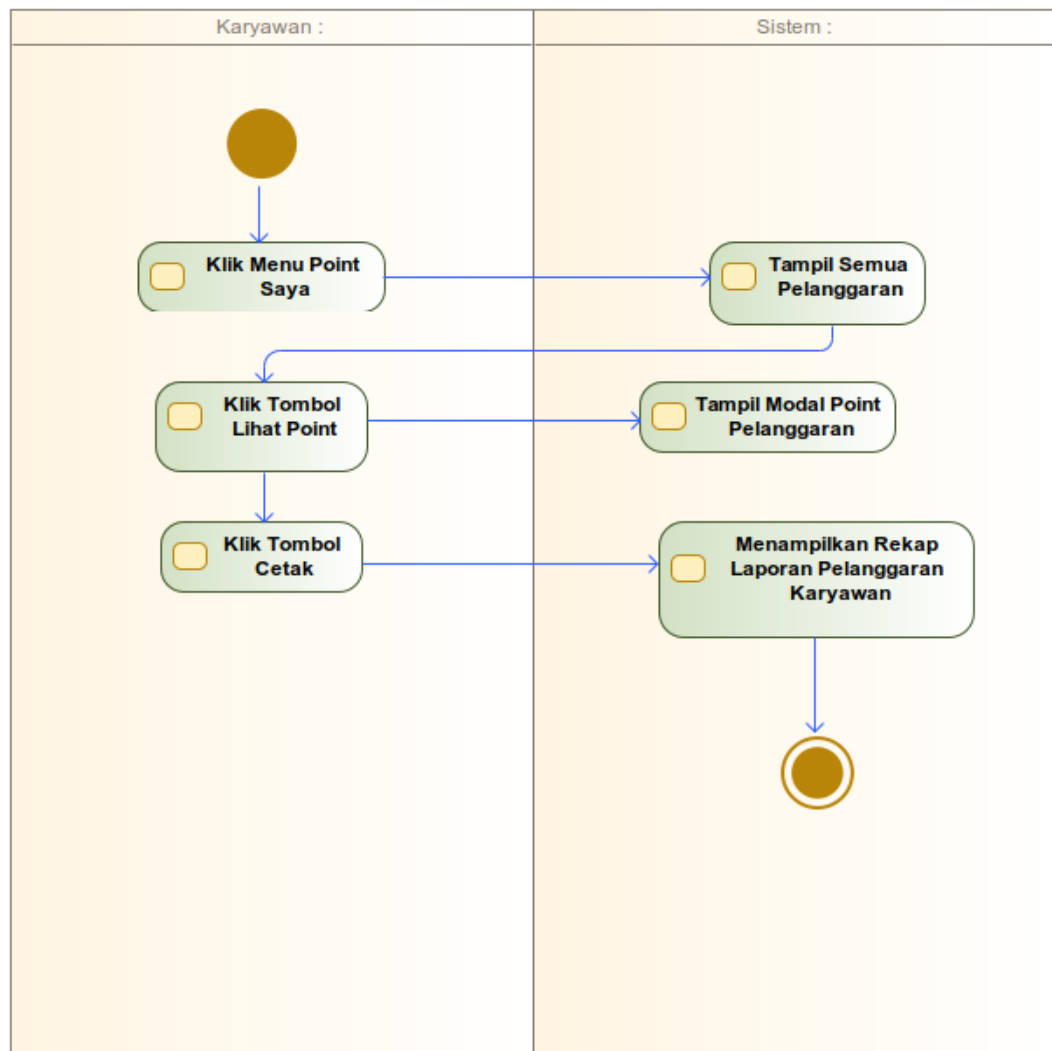 Karyawan :
Sistem :
Klik Menu Point
Saya
Tampil Semua
Pelanggaran
Klik Tombol
Lihat Point
Tampil Modal Point
Pelanggaran
Klik Tombol
Cetak
Menampilkan Rekap
Laporan Pelanggaran
Karyawan